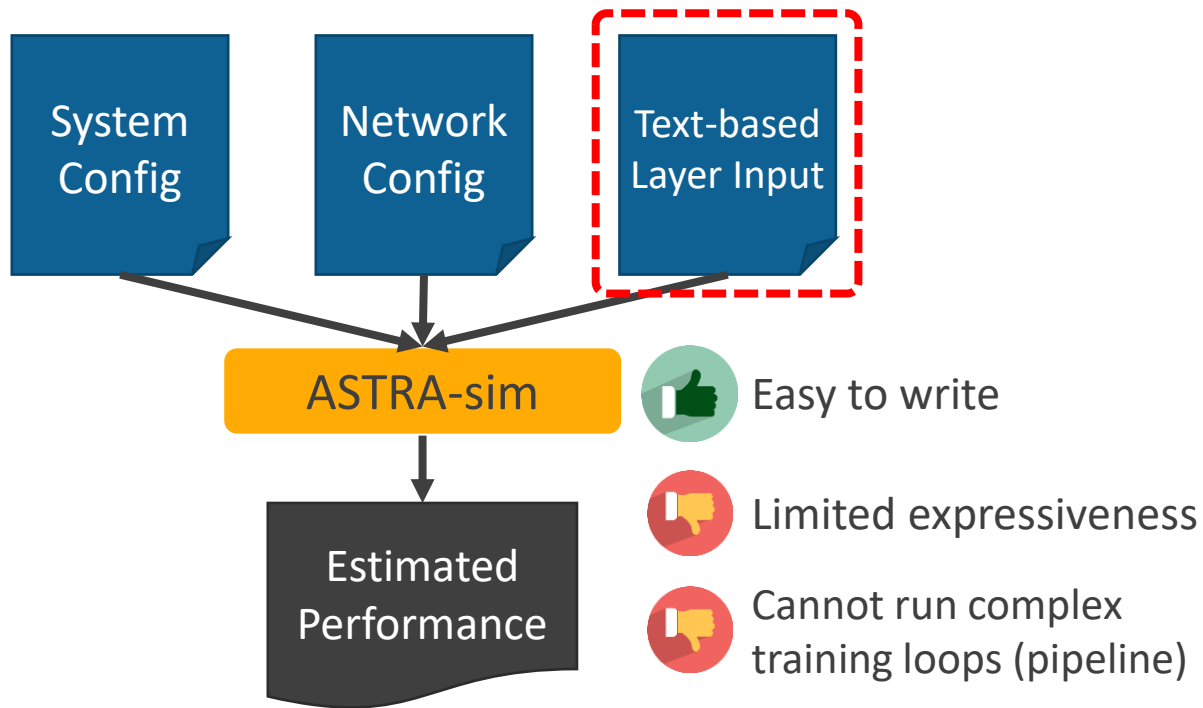 System
Config
Network
Config
Text-based
Layer Input
ASTRA-sim
Easy to write
Limited expressiveness
Estimated
Performance
Cannot run complex
training loops (pipeline)